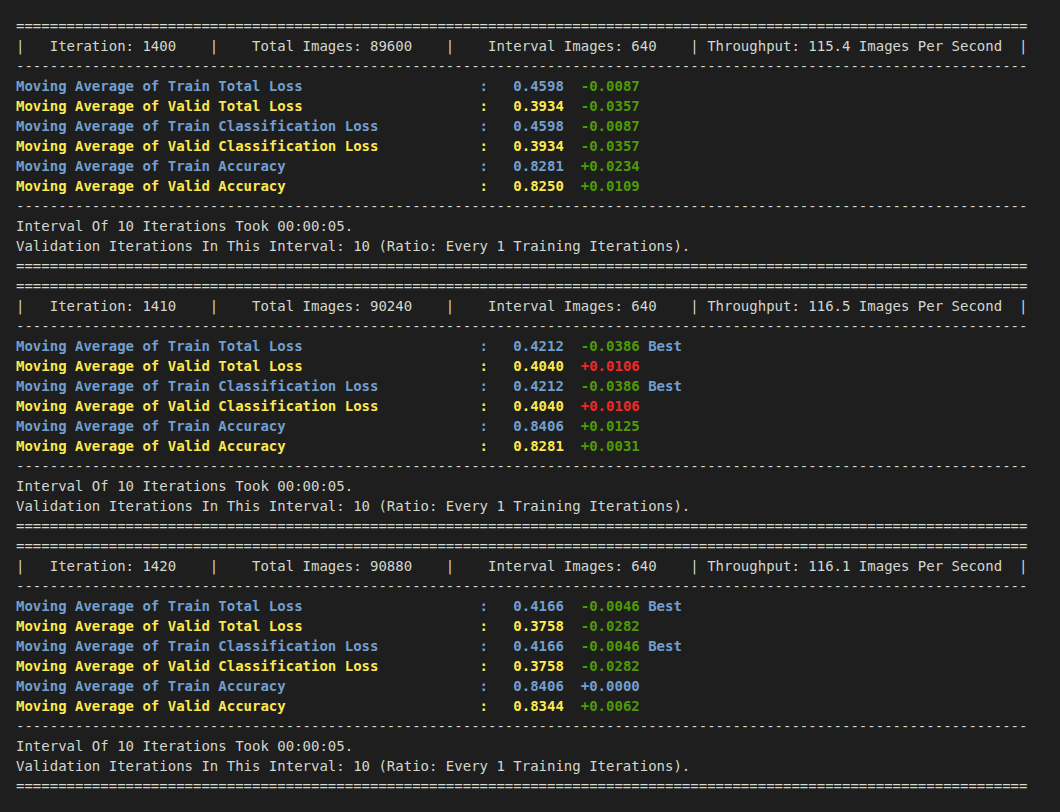 ========================================================================================================================
|   Iteration: 1400    |    Total Images: 89600    |    Interval Images: 640    | Throughput: 115.4 Images Per Second  |
------------------------------------------------------------------------------------------------------------------------
Moving Average of Train Total Loss                     :   0.4598  -0.0087
Moving Average of Valid Total Loss                     :   0.3934  -0.0357
Moving Average of Train Classification Loss            :   0.4598  -0.0087
Moving Average of Valid Classification Loss            :   0.3934  -0.0357
Moving Average of Train Accuracy                       :   0.8281  +0.0234
Moving Average of Valid Accuracy                       :   0.8250  +0.0109
------------------------------------------------------------------------------------------------------------------------
Interval Of 10 Iterations Took 00:00:05.
Validation Iterations In This Interval: 10 (Ratio: Every 1 Training Iterations).
========================================================================================================================
========================================================================================================================
|   Iteration: 1410    |    Total Images: 90240    |    Interval Images: 640    | Throughput: 116.5 Images Per Second  |
------------------------------------------------------------------------------------------------------------------------
Moving Average of Train Total Loss                     :   0.4212  -0.0386 Best
Moving Average of Valid Total Loss                     :   0.4040  +0.0106
Moving Average of Train Classification Loss            :   0.4212  -0.0386 Best
Moving Average of Valid Classification Loss            :   0.4040  +0.0106
Moving Average of Train Accuracy                       :   0.8406  +0.0125
Moving Average of Valid Accuracy                       :   0.8281  +0.0031
------------------------------------------------------------------------------------------------------------------------
Interval Of 10 Iterations Took 00:00:05.
Validation Iterations In This Interval: 10 (Ratio: Every 1 Training Iterations).
========================================================================================================================
========================================================================================================================
|   Iteration: 1420    |    Total Images: 90880    |    Interval Images: 640    | Throughput: 116.1 Images Per Second  |
------------------------------------------------------------------------------------------------------------------------
Moving Average of Train Total Loss                     :   0.4166  -0.0046 Best
Moving Average of Valid Total Loss                     :   0.3758  -0.0282
Moving Average of Train Classification Loss            :   0.4166  -0.0046 Best
Moving Average of Valid Classification Loss            :   0.3758  -0.0282
Moving Average of Train Accuracy                       :   0.8406  +0.0000
Moving Average of Valid Accuracy                       :   0.8344  +0.0062
------------------------------------------------------------------------------------------------------------------------
Interval Of 10 Iterations Took 00:00:05.
Validation Iterations In This Interval: 10 (Ratio: Every 1 Training Iterations).
========================================================================================================================